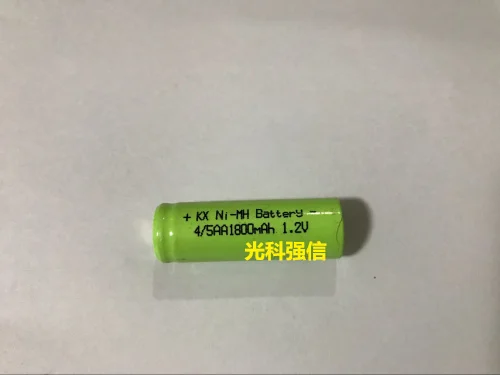 + KX Ni-MH Battery -
4/5AA1800mAh 1.2V
光科强信